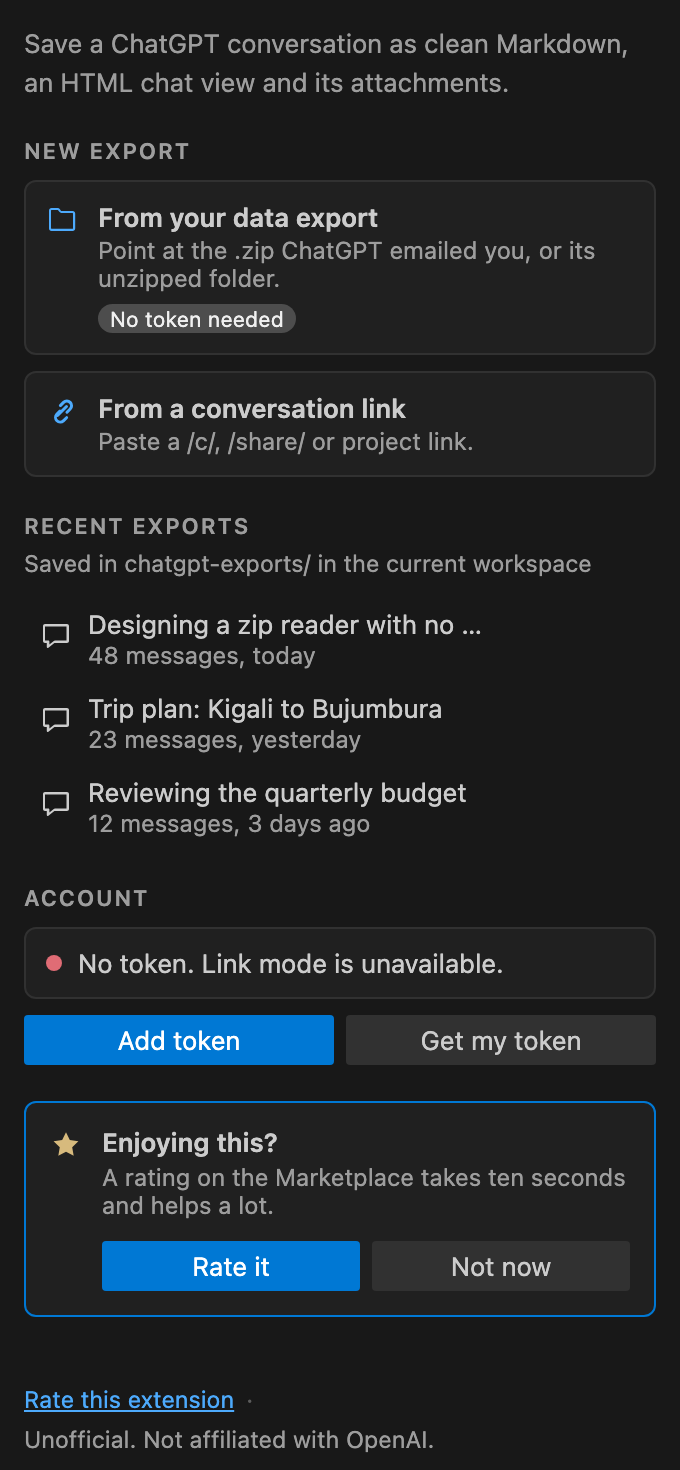 Save a ChatGPT conversation as clean Markdown,
an HTML chat view and its attachments.
NEW EXPORT
From your data export
Point at the .zip ChatGPT emailed you, or its
unzipped folder.
No token needed
From a conversation link
Paste a /c/, /share/ or project link.
RECENT EXPORTS
Saved in chatgpt-exports/ in the current workspace
Designing a zip reader with no ...
48 messages, today
Trip plan: Kigali to Bujumbura
23 messages, yesterday
Reviewing the quarterly budget
12 messages, 3 days ago
ACCOUNT
No token. Link mode is unavailable.
Add token
Get my token
Enjoying this?
A rating on the Marketplace takes ten seconds
and helps a lot.
Rate it
Not now
Rate this extension ·
Unofficial. Not affiliated with OpenAI.